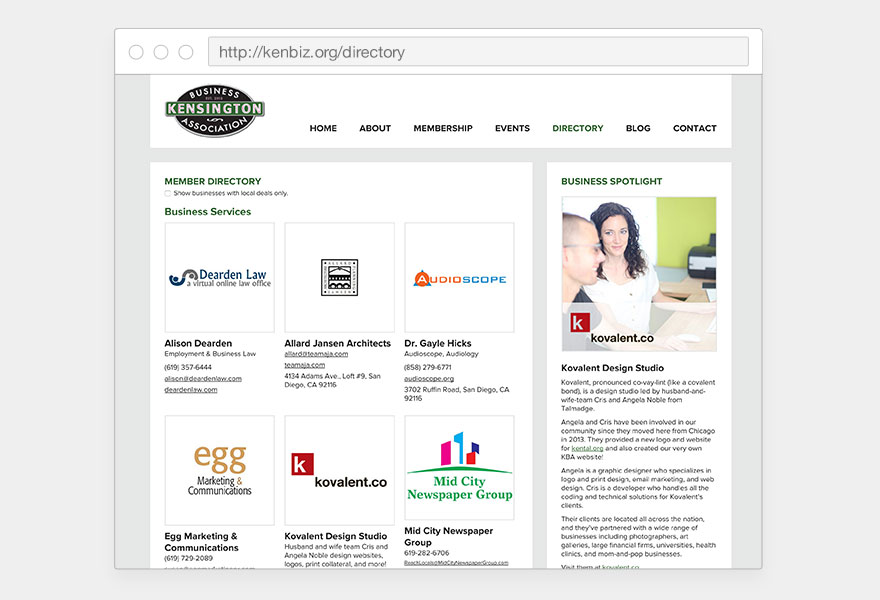 http://kenbiz.org/directory
BUSINESS
EST. 2010
KENSINGTON
ASSOCIATION
HOME ABOUT MEMBERSHIP EVENTS DIRECTORY BLOG CONTACT
MEMBER DIRECTORY
Show businesses with local deals only.
Business Services
Dearden Law
a virtual online law office
ALLARD
JANSEN
AUDIOSCOPE
Alison Dearden
Employment & Business Law
(619) 357-6444
alison@deardenlaw.com
deardenlaw.com
Allard Jansen Architects
allard@teamaja.com
teamaja.com
4134 Adams Ave., Loft #9, San
Diego, CA 92116
Dr. Gayle Hicks
Audioscope, Audiology
(858) 279-6771
audioscope.org
3702 Ruffin Road, San Diego, CA
92116
egg
Marketing &
Communications
k
kovalent.co
Mid City
Newspaper Group
Egg Marketing &
Communications
(619) 729-2089
Kovalent Design Studio
Husband and wife team Cris and
Angela Noble design websites,
logos, print collateral, and more!
Mid City Newspaper
Group
619-282-6706
ReachLocals@MidCityNewspaperGroup.com
BUSINESS SPOTLIGHT
k
kovalent.co
Kovalent Design Studio
Kovalent, pronounced co-vay-lint (like a covalent
bond), is a design studio led by husband-and-
wife-team Cris and Angela Noble from
Talmadge.
Angela and Cris have been involved in our
community since they moved here from Chicago
in 2013. They provided a new logo and website
for kental.org and also created our very own
KBA website!
Angela is a graphic designer who specializes in
logo and print design, email marketing, and web
design. Cris is a developer who handles all the
coding and technical solutions for Kovalent's
clients.
Their clients are located all across the nation,
and they've partnered with a wide range of
businesses including photographers, art
galleries, large financial firms, universities, health
clinics, and mom-and-pop businesses.
Visit them at kovalent.co